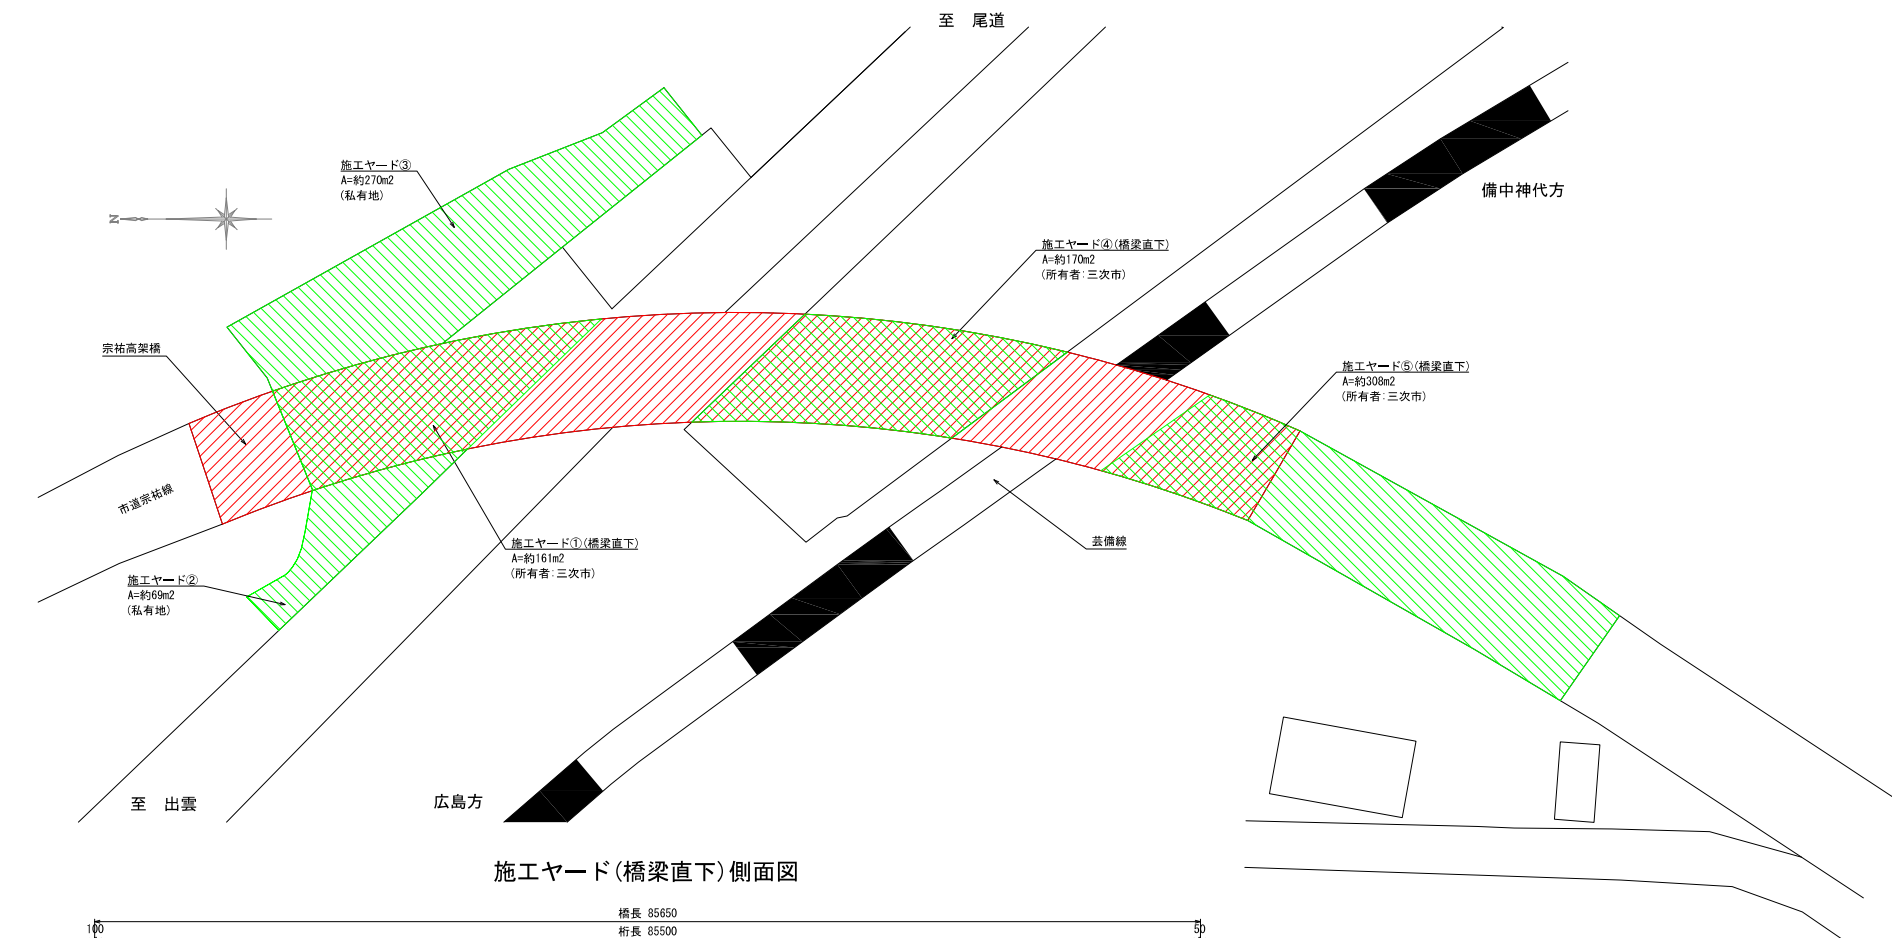 至　尾道
備中神代方
施工ヤード③
A=約270m2
(私有地)
N
施工ヤード④(橋梁直下)
A=約170m2
(所有者:三次市)
宗祐高架橋
施工ヤード⑤(橋梁直下)
A=約308m2
(所有者:三次市)
市道宗祐線
施工ヤード①(橋梁直下)
A=約161m2
(所有者:三次市)
芸備線
施工ヤード②
A=約69m2
(私有地)
至　出雲
広島方
施工ヤード(橋梁直下)側面図
橋長 85650
100
50
桁長 85500